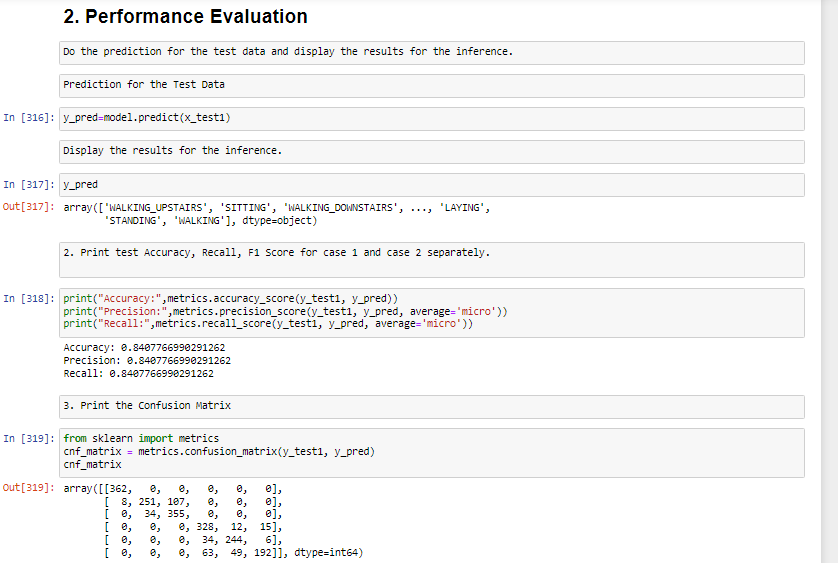 2. Performance Evaluation
Do the prediction for the test data and display the results for the inference.
Prediction for the Test Data
In [316]: y_pred=model.predict(x_test1)
Display the results for the inference.
In [317]: y_pred
Out[317]: array(['WALKING_UPSTAIRS', 'SITTING', 'WALKING_DOWNSTAIRS', ..., 'LAYING',
'STANDING', 'WALKING'], dtype=object)
2. Print test Accuracy, Recall, F1 Score for case 1 and case 2 separately.
In [318]: print("Accuracy:",metrics.accuracy_score(y_test1, y_pred))
print("Precision:",metrics.precision_score(y_test1, y_pred, average='micro'))
print("Recall:",metrics.recall_score(y_test1, y_pred, average='micro'))
Accuracy: 0.8407766990291262
Precision: 0.8407766990291262
Recall: 0.8407766990291262
3. Print the Confusion Matrix
In [319]: from sklearn import metrics
cnf_matrix = metrics.confusion_matrix(y_test1, y_pred)
cnf_matrix
Out[319]: array([[362, 0, 0, 0, 0, 0],
[ 8, 251, 107, 0, 0, 0],
[ 0, 34, 355, 0, 0, 0],
[ 0, 0, 0, 328, 12, 15],
[ 0, 0, 0, 34, 244, 6],
[ 0, 0, 0, 63, 49, 192]], dtype=int64)